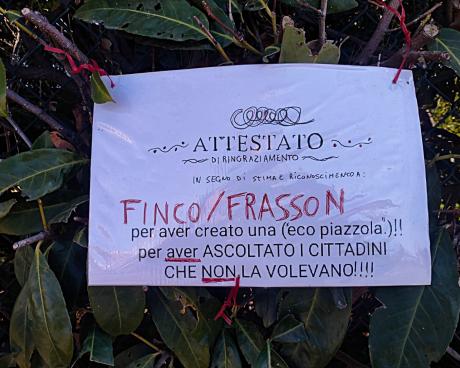 ATTESTATO
DI RINGRAZIAMENTO
IN SEGNO DI STIMA E RICONOSCIMENTO A:
FINCO/FRASSON
per aver creato una ("eco piazzola".)!!
per aver ASCOLTATO I CITTADINI
CHE NON LA VOLEVANO!!!!